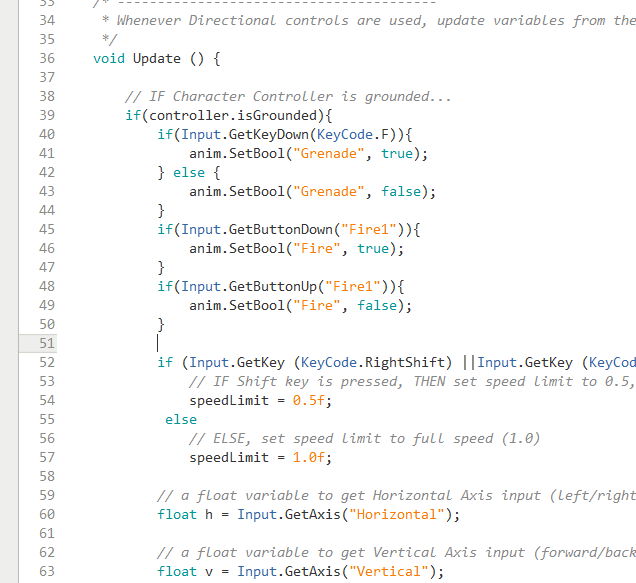 33 /* ----------------------------------------
34 * Whenever Directional controls are used, update variables from the
35 */
36 void Update () {
37
38 // IF Character Controller is grounded...
39 if(controller.isGrounded){
40 if(Input.GetKeyDown(KeyCode.F)){
41 anim.SetBool("Grenade", true);
42 } else {
43 anim.SetBool("Grenade", false);
44 }
45 if(Input.GetButtonDown("Fire1")){
46 anim.SetBool("Fire", true);
47 }
48 if(Input.GetButtonUp("Fire1")){
49 anim.SetBool("Fire", false);
50 }
51
52 if (Input.GetKey (KeyCode.RightShift) ||Input.GetKey (KeyCod
53 // IF Shift key is pressed, THEN set speed limit to 0.5,
54 speedLimit = 0.5f;
55 else
56 // ELSE, set speed limit to full speed (1.0)
57 speedLimit = 1.0f;
58
59 // a float variable to get Horizontal Axis input (left/right
60 float h = Input.GetAxis("Horizontal");
61
62 // a float variable to get Vertical Axis input (forward/back
63 float v = Input.GetAxis("Vertical");